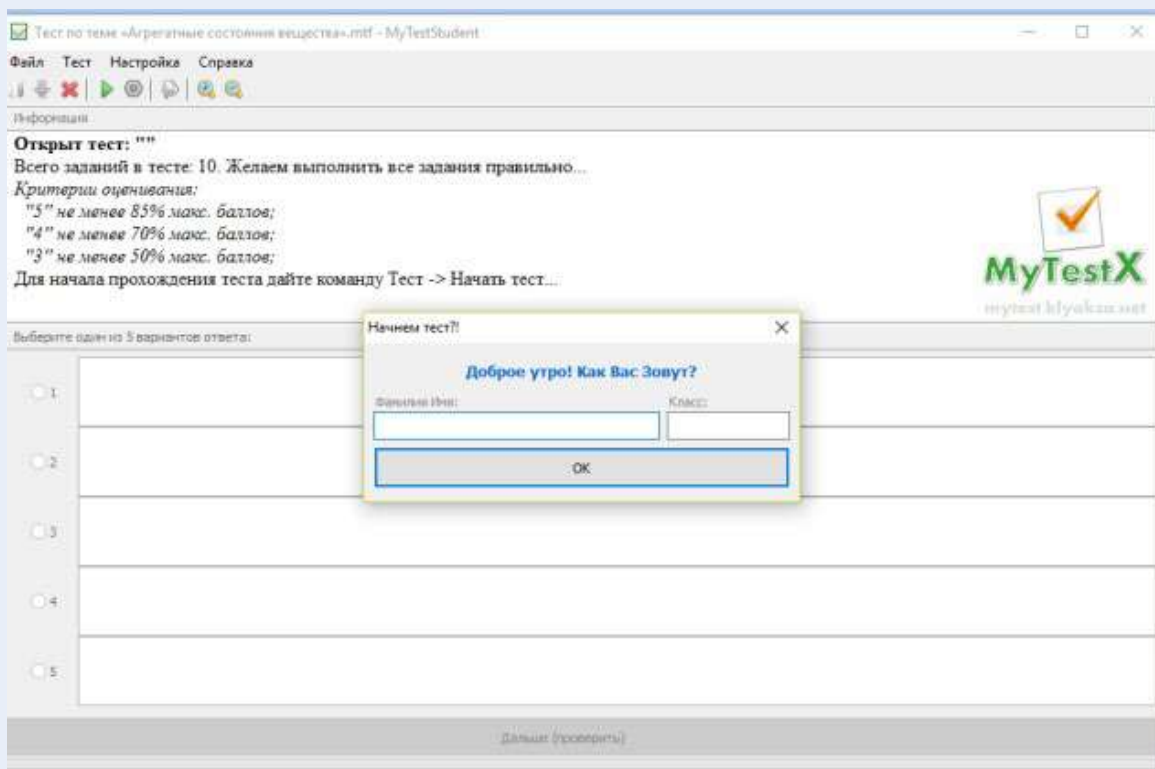 Тест по теме «Агрегатные состояния вещества».mtf - MyTestStudent
Файл Тест Настройка Справка
Информация
Открыт тест: ""
Всего заданий в тесте: 10. Желаем выполнить все задания правильно...
Критерии оценивания:
"5" не менее 85% макс. баллов;
"4" не менее 70% макс. баллов;
"3" не менее 50% макс. баллов;
Для начала прохождения теста дайте команду Тест -> Начать тест...
MyTestX
mytest.klyaksa.net
Выберите один из 5 вариантов ответа:
Начнем тест?!
Доброе утро! Как Вас Зовут?
Фамилия Имя: Класс:
OK
1
2
3
4
5
Дальше (проверить)